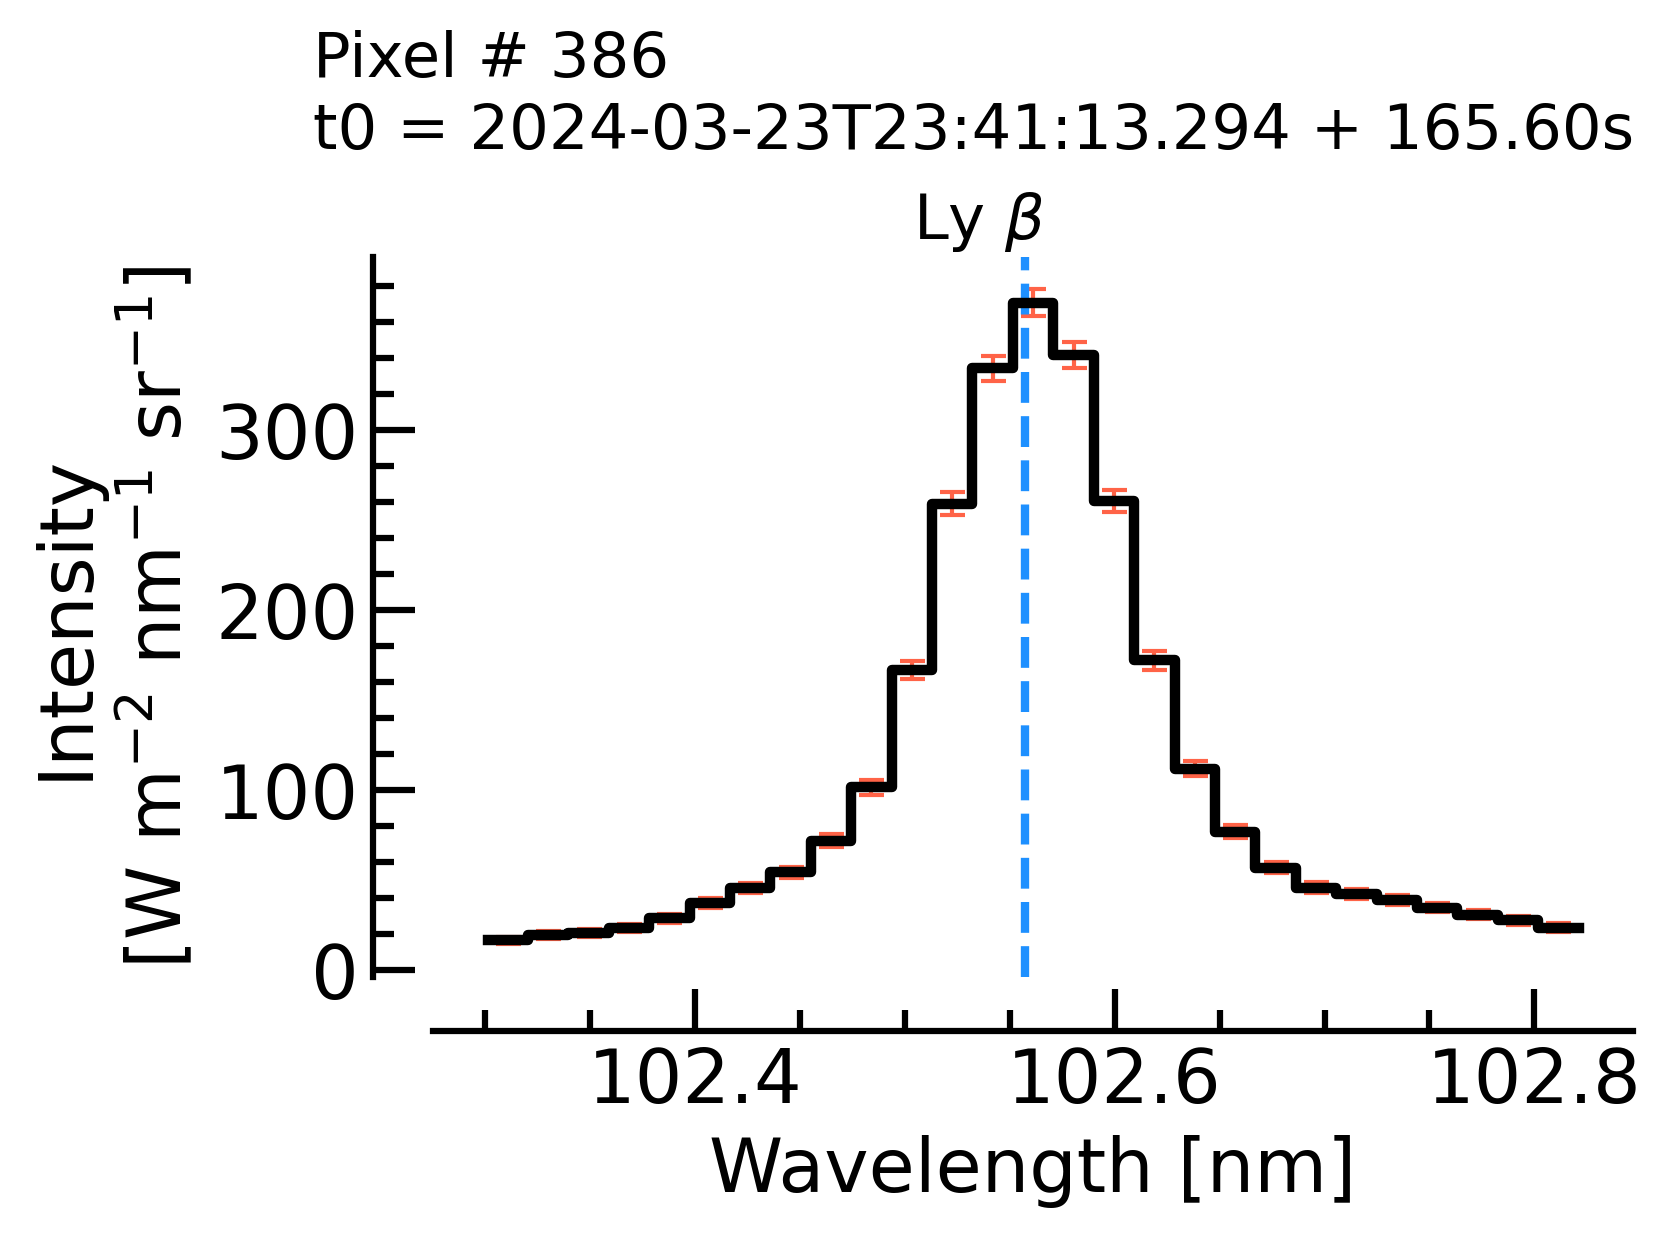 Pixel # 386
t0 = 2024-03-23T23:41:13.294 + 165.60s
Ly β
Intensity
[W m⁻² nm⁻¹ sr⁻¹]
300
200
100
0
102.4 102.6 102.8
Wavelength [nm]